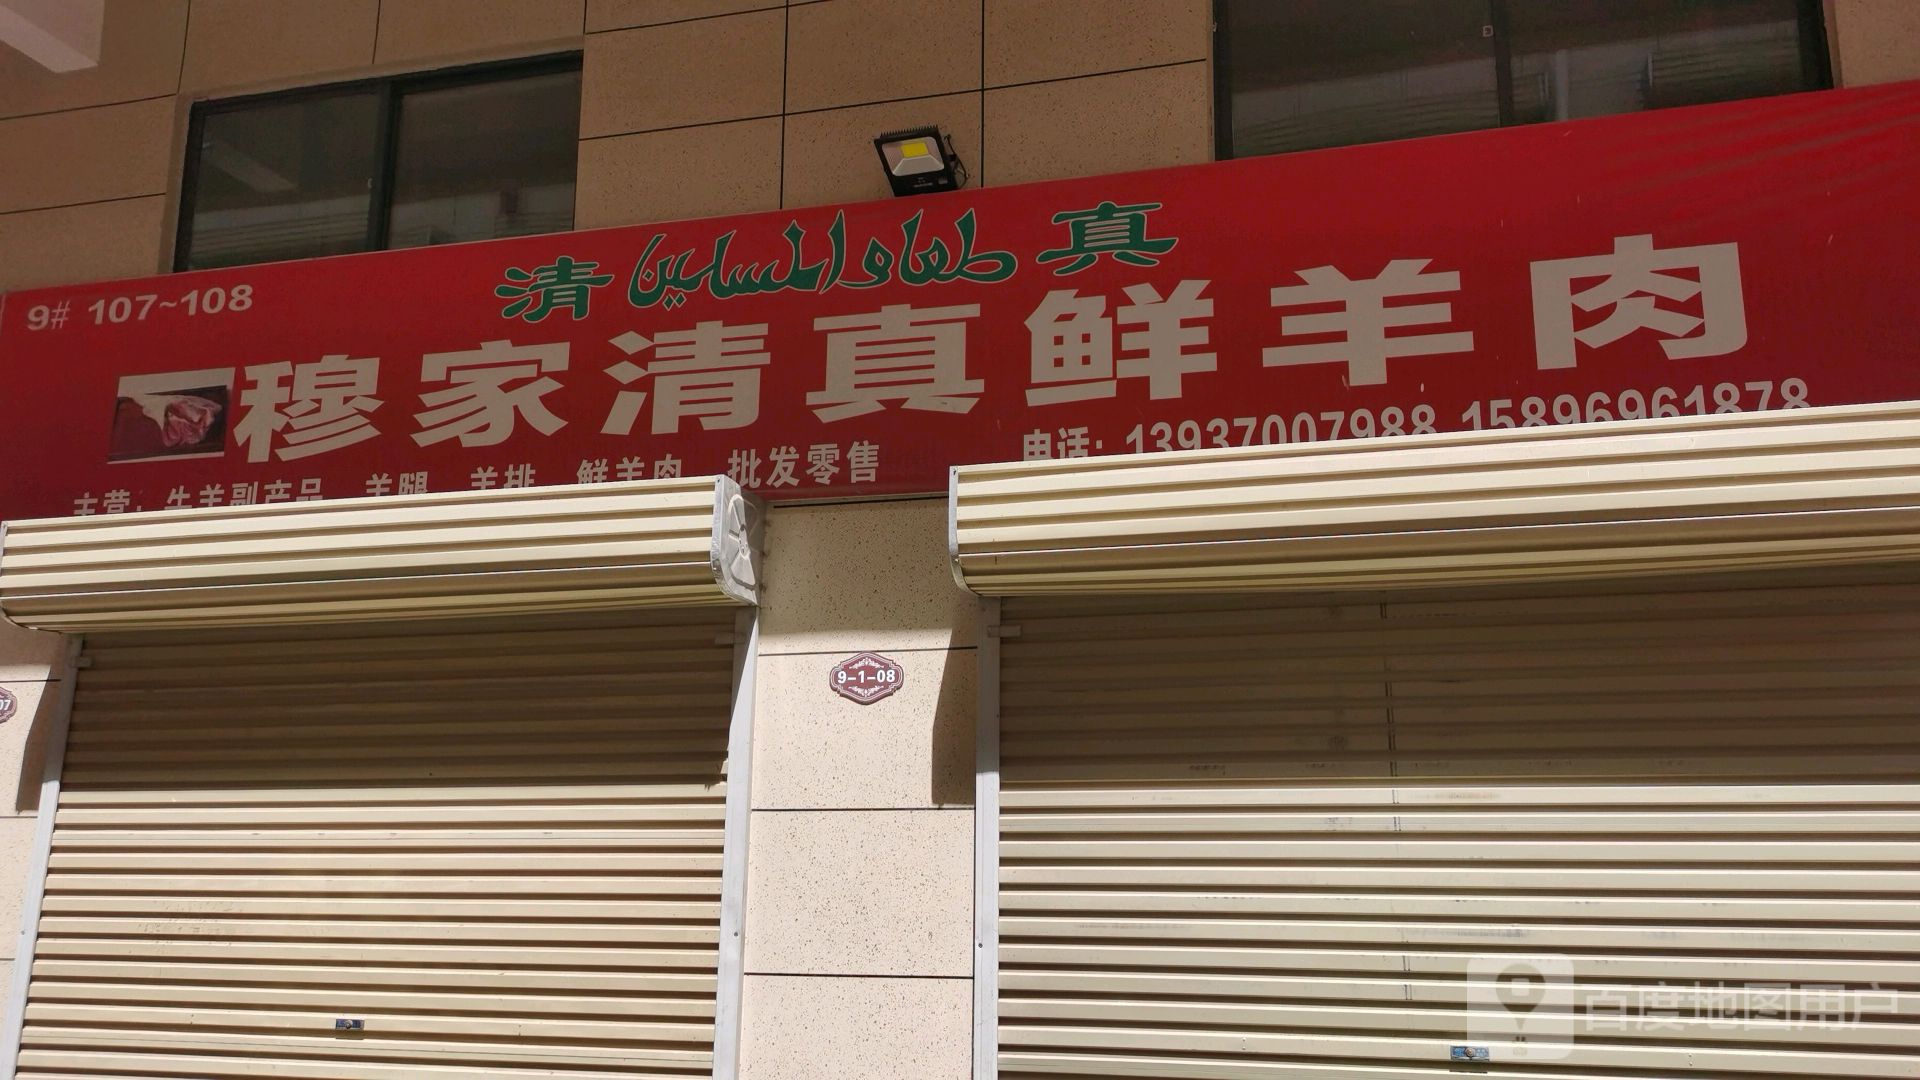 清 طعام المسلمين 真
9# 107~108
穆家清真鲜羊肉
主营：牛羊副产品 羊腿 羊排 鲜羊肉 批发零售
电话：13937007988 15896961878
9-1-08
07
百度地图用户